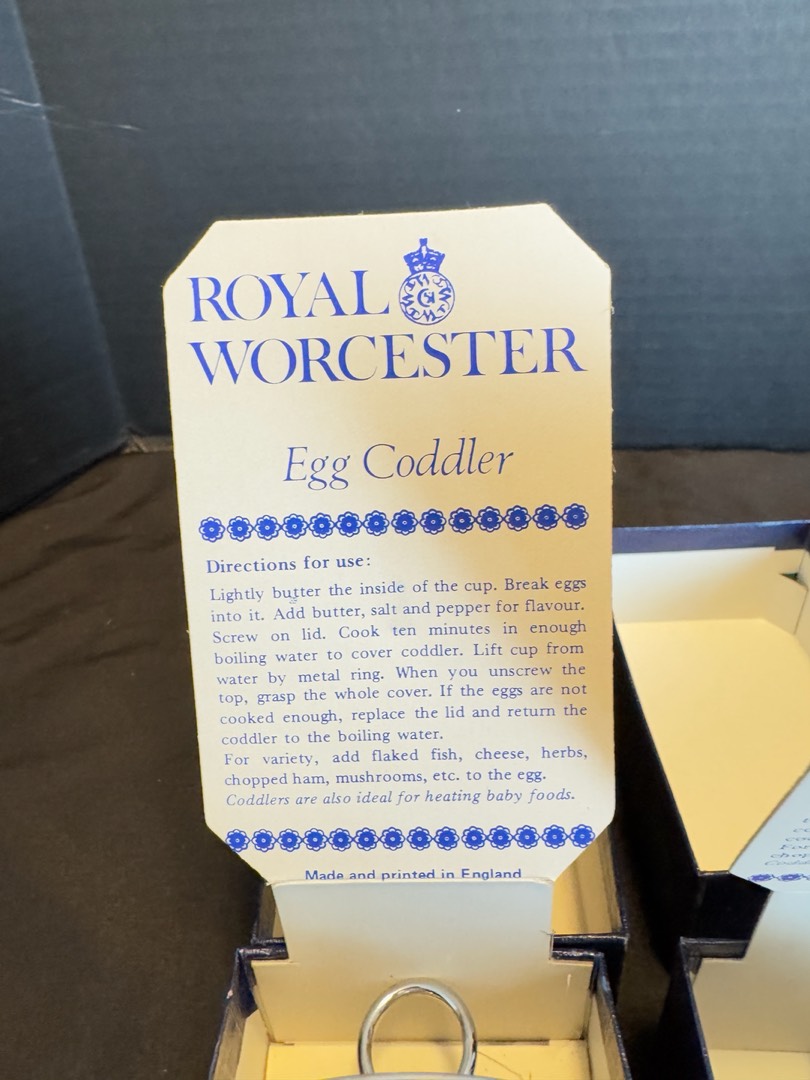 ROYAL
WORCESTER
Egg Coddler
Directions for use:
Lightly butter the inside of the cup. Break eggs
into it. Add butter, salt and pepper for flavour.
Screw on lid. Cook ten minutes in enough
boiling water to cover coddler. Lift cup from
water by metal ring. When you unscrew the
top, grasp the whole cover. If the eggs are not
cooked enough, replace the lid and return the
coddler to the boiling water.
For variety, add flaked fish, cheese, herbs,
chopped ham, mushrooms, etc. to the egg.
Coddlers are also ideal for heating baby foods.
Made and printed in England